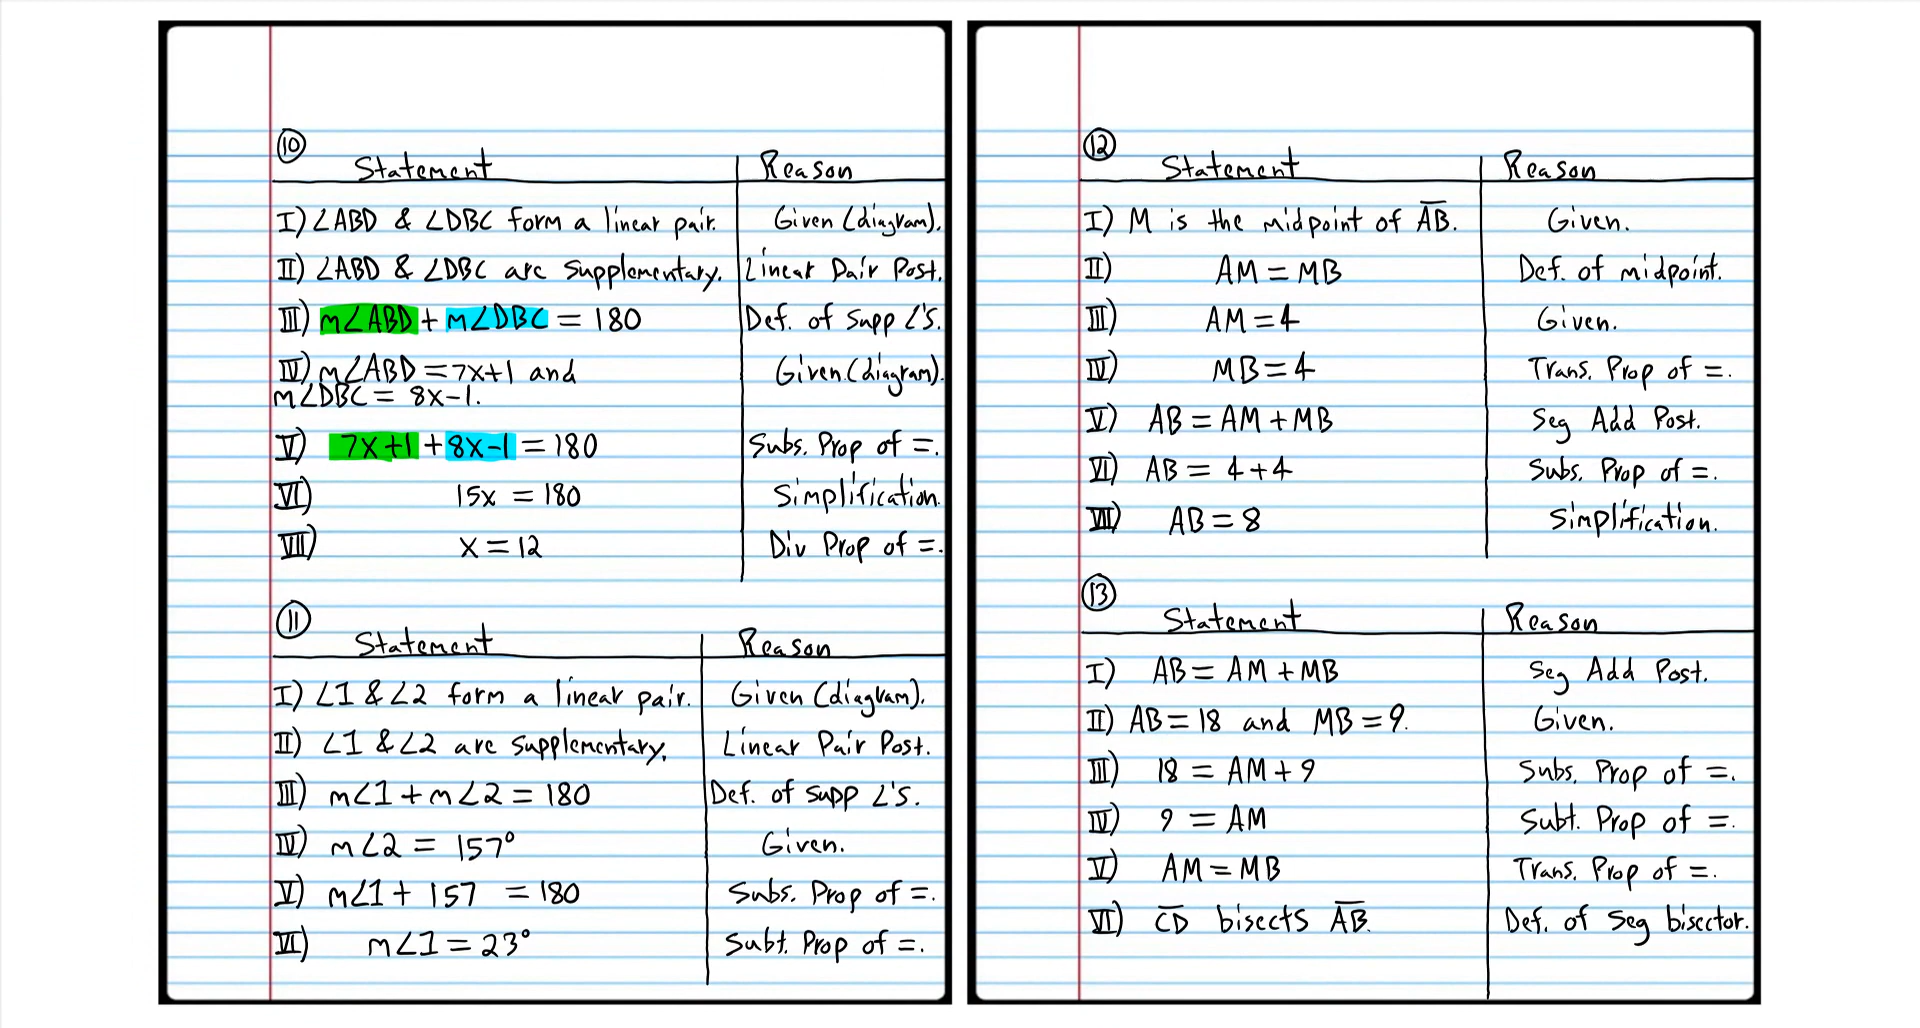 ⑩
Statement | Reason
I) ∠ABD & ∠DBC form a linear pair. | Given (diagram).
II) ∠ABD & ∠DBC are supplementary. | Linear Pair Post.
III) m∠ABD + m∠DBC = 180 | Def. of supp ∠'s.
IV) m∠ABD = 7x+1 and | Given (diagram).
m∠DBC = 8x-1.
V) 7x+1 + 8x-1 = 180 | Subs. Prop of =.
VI) 15x = 180 | Simplification.
VII) x = 12 | Div Prop of =.
⑪
Statement | Reason
I) ∠1 & ∠2 form a linear pair. | Given (diagram).
II) ∠1 & ∠2 are supplementary. | Linear Pair Post.
III) m∠1 + m∠2 = 180 | Def. of supp ∠'s.
IV) m∠2 = 157° | Given.
V) m∠1 + 157 = 180 | Subs. Prop of =.
VI) m∠1 = 23° | Subt. Prop of =.
⑫
Statement | Reason
I) M is the midpoint of A̅B̅. | Given.
II) AM = MB | Def. of midpoint.
III) AM = 4 | Given.
IV) MB = 4 | Trans. Prop of =.
V) AB = AM + MB | Seg Add Post.
VI) AB = 4 + 4 | Subs. Prop of =.
VII) AB = 8 | Simplification.
⑬
Statement | Reason
I) AB = AM + MB | Seg Add Post.
II) AB = 18 and MB = 9. | Given.
III) 18 = AM + 9 | Subs. Prop of =.
IV) 9 = AM | Subt. Prop of =.
V) AM = MB | Trans. Prop of =.
VI) C̅D̅ bisects A̅B̅. | Def. of seg bisector.